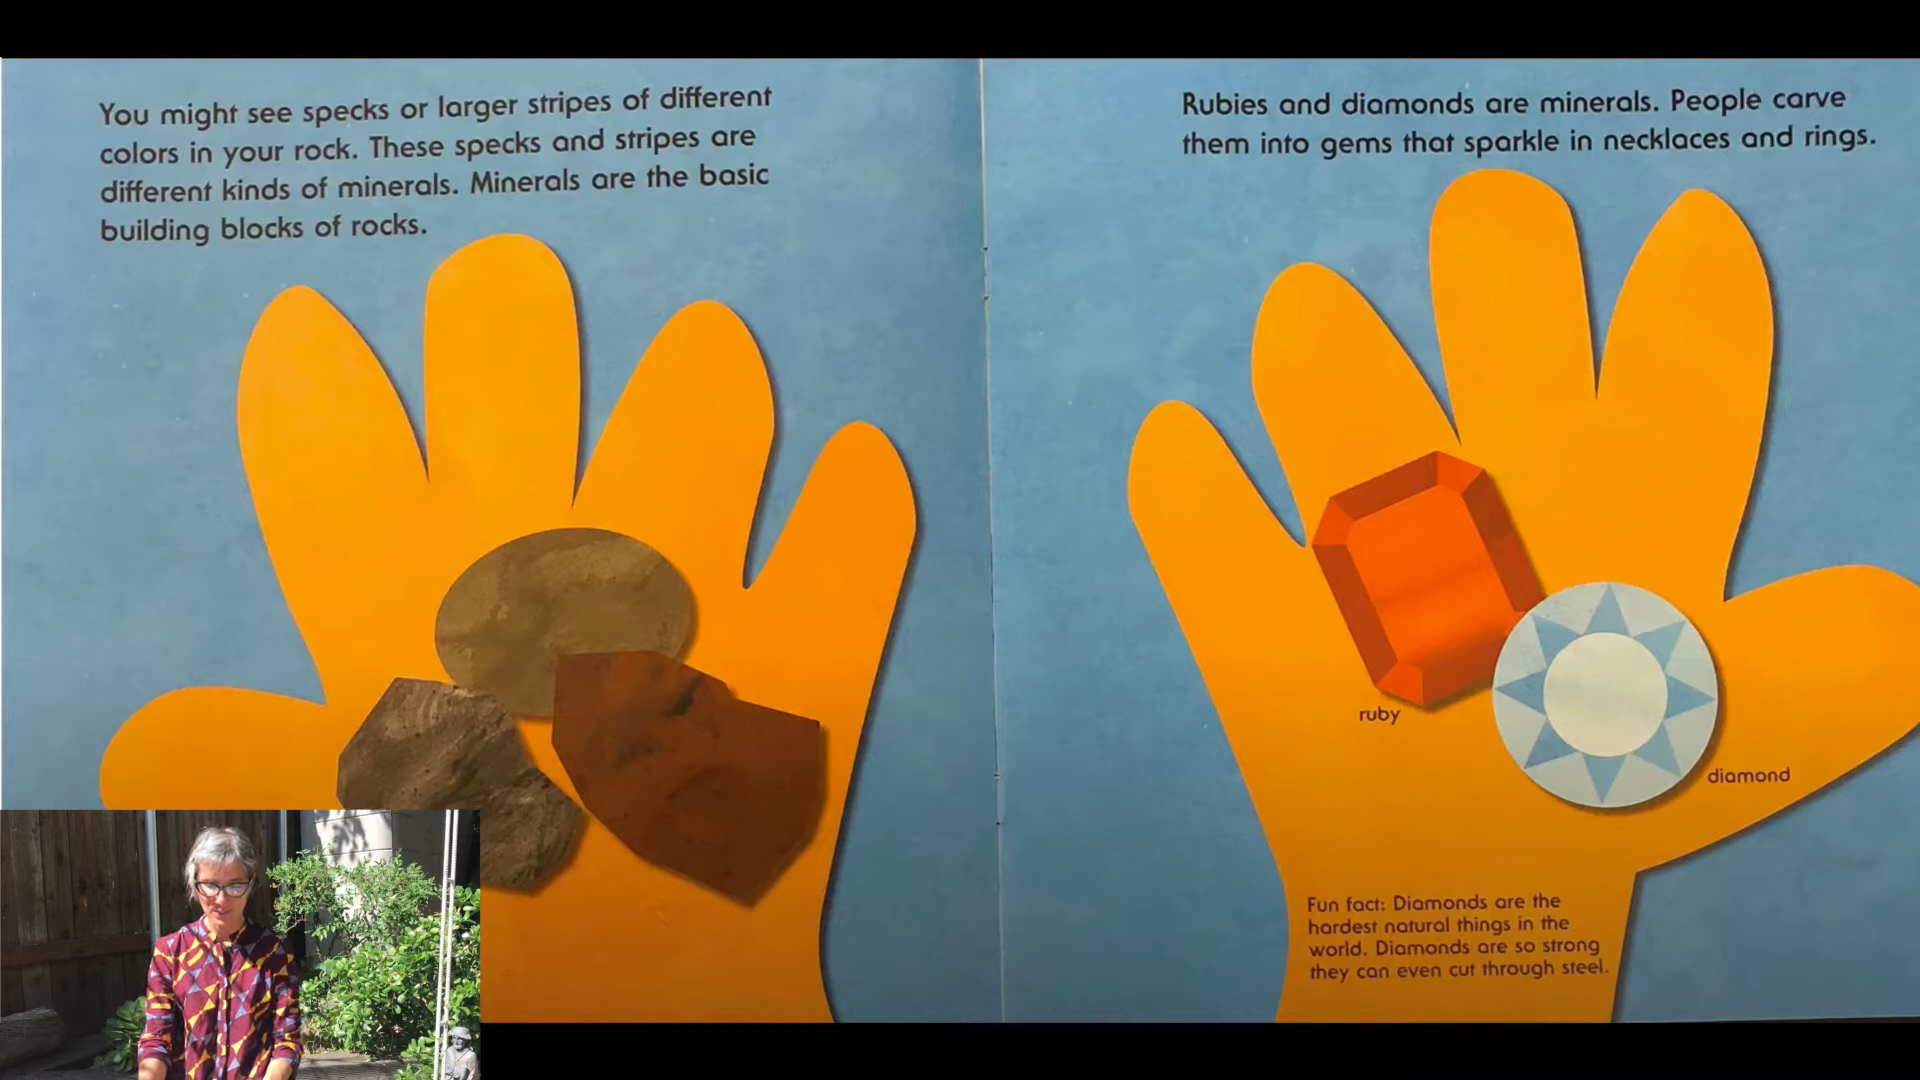 You might see specks or larger stripes of different
colors in your rock. These specks and stripes are
different kinds of minerals. Minerals are the basic
building blocks of rocks.
Rubies and diamonds are minerals. People carve
them into gems that sparkle in necklaces and rings.
ruby
diamond
Fun fact: Diamonds are the
hardest natural things in the
world. Diamonds are so strong
they can even cut through steel.